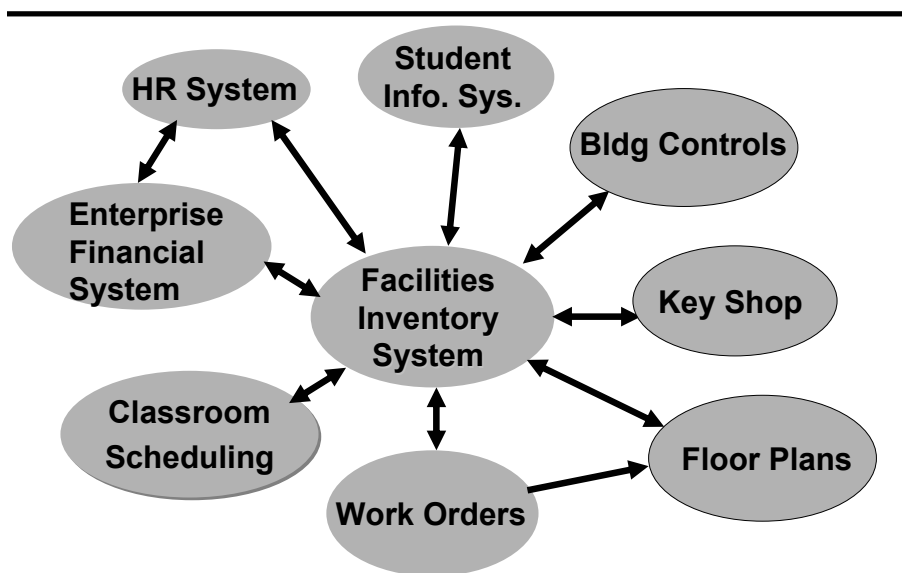 HR System
Student
Info. Sys.
Bldg Controls
Enterprise
Financial
System
Facilities
Inventory
System
Key Shop
Classroom
Scheduling
Floor Plans
Work Orders